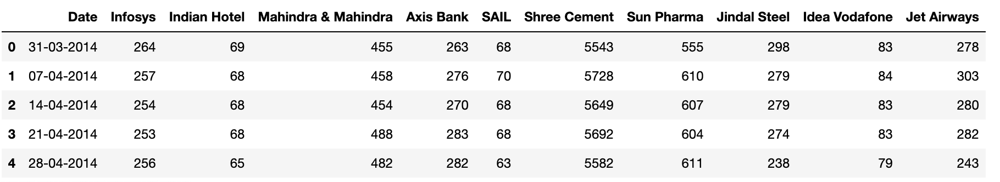 Date Infosys Indian Hotel Mahindra & Mahindra Axis Bank SAIL Shree Cement Sun Pharma Jindal Steel Idea Vodafone Jet Airways
0 31-03-2014 264 69 455 263 68 5543 555 298 83 278
1 07-04-2014 257 68 458 276 70 5728 610 279 84 303
2 14-04-2014 254 68 454 270 68 5649 607 279 83 280
3 21-04-2014 253 68 488 283 68 5692 604 274 83 282
4 28-04-2014 256 65 482 282 63 5582 611 238 79 243